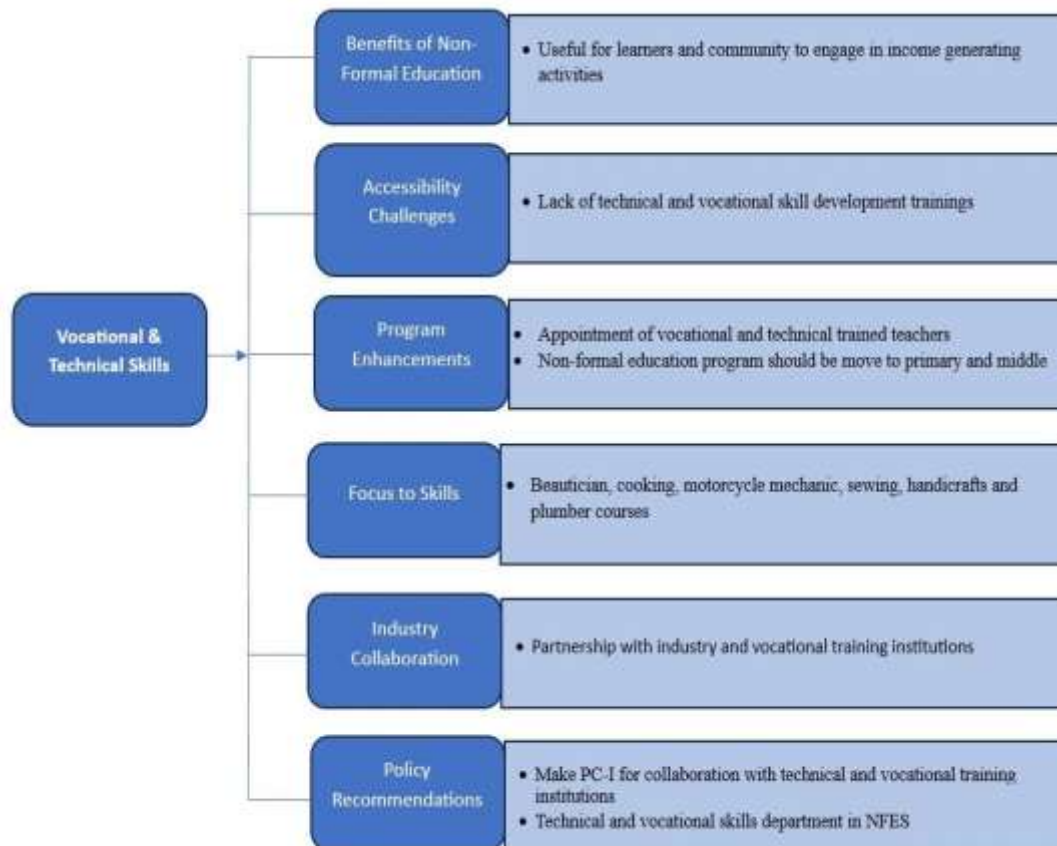 Benefits of Non-
Formal Education
• Useful for learners and community to engage in income generating
activities
Accessibility
Challenges
• Lack of technical and vocational skill development trainings
Vocational &
Technical Skills
Program
Enhancements
• Appointment of vocational and technical trained teachers
• Non-formal education program should be move to primary and middle
Focus to Skills
• Beautician, cooking, motorcycle mechanic, sewing, handicrafts and
plumber courses
Industry
Collaboration
• Partnership with industry and vocational training institutions
Policy
Recommendations
• Make PC-I for collaboration with technical and vocational training
institutions
• Technical and vocational skills department in NFES